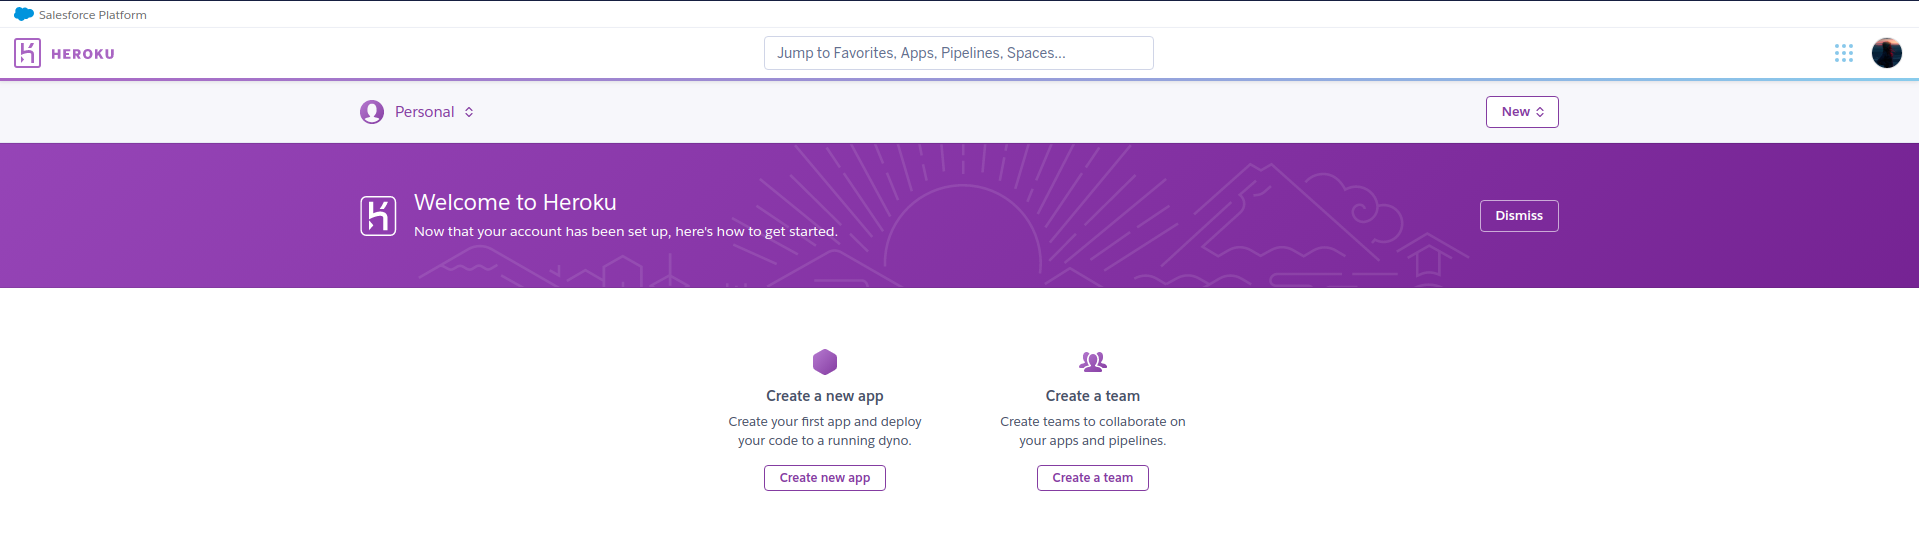 Salesforce Platform
HEROKU
Jump to Favorites, Apps, Pipelines, Spaces...
Personal
New
Welcome to Heroku
Now that your account has been set up, here's how to get started.
Dismiss
Create a new app
Create your first app and deploy
your code to a running dyno.
Create new app
Create a team
Create teams to collaborate on
your apps and pipelines.
Create a team